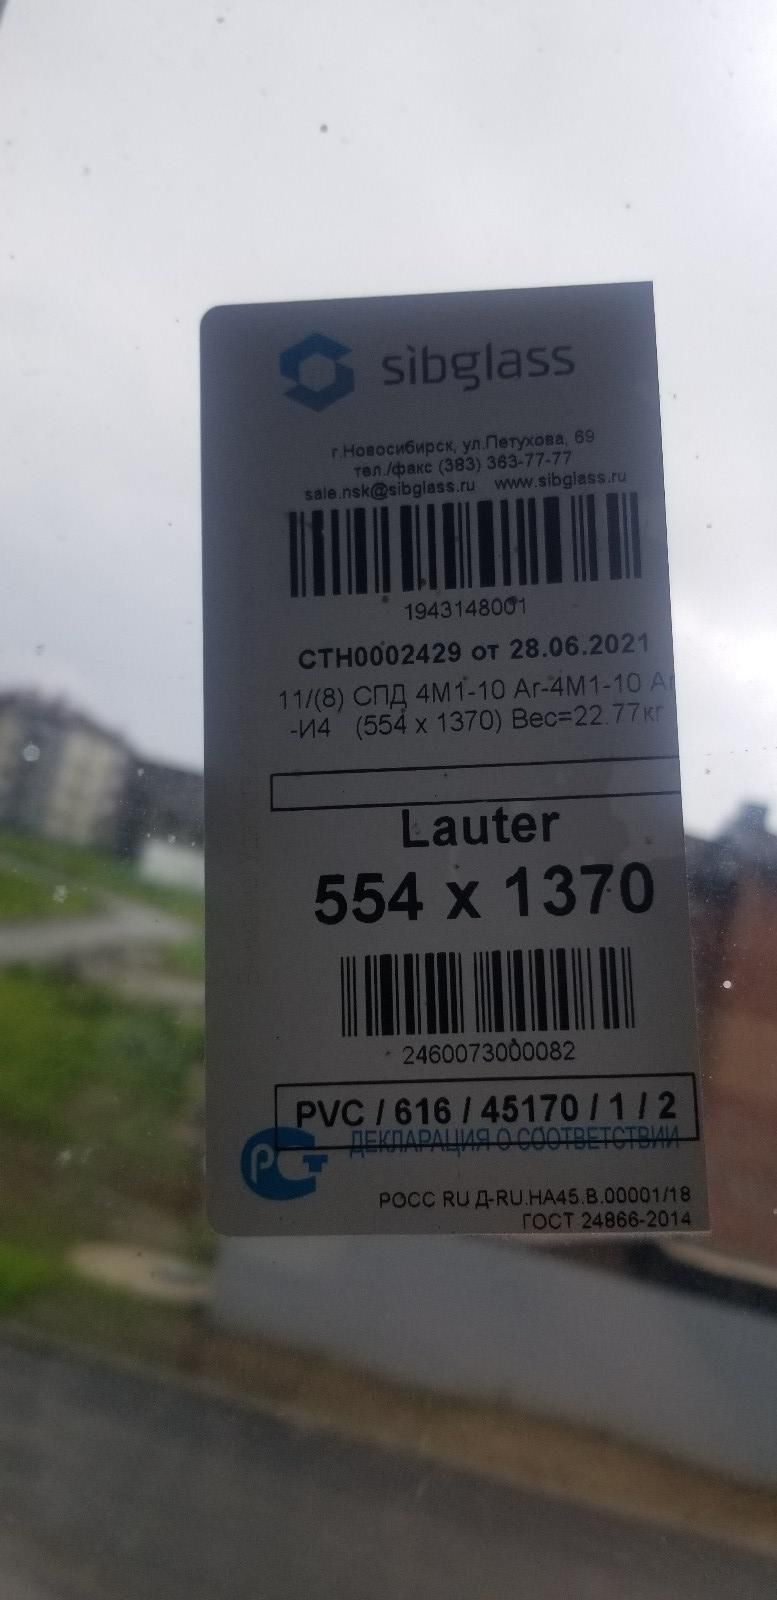 sibglass
г.Новосибирск, ул.Петухова, 69
тел./факс (383) 363-77-77
sale.nsk@sibglass.ru www.sibglass.ru
1943148001
СТН0002429 от 28.06.2021
11/(8) СПД 4М1-10 Ar-4М1-10 Ar
-И4 (554 x 1370) Вес=22.77кг
Lauter
554 x 1370
2460073000082
PVC / 616 / 45170 / 1 / 2
ДЕКЛАРАЦИЯ О СООТВЕТСТВИИ
РОСС RU Д-RU.НА45.В.00001/18
ГОСТ 24866-2014